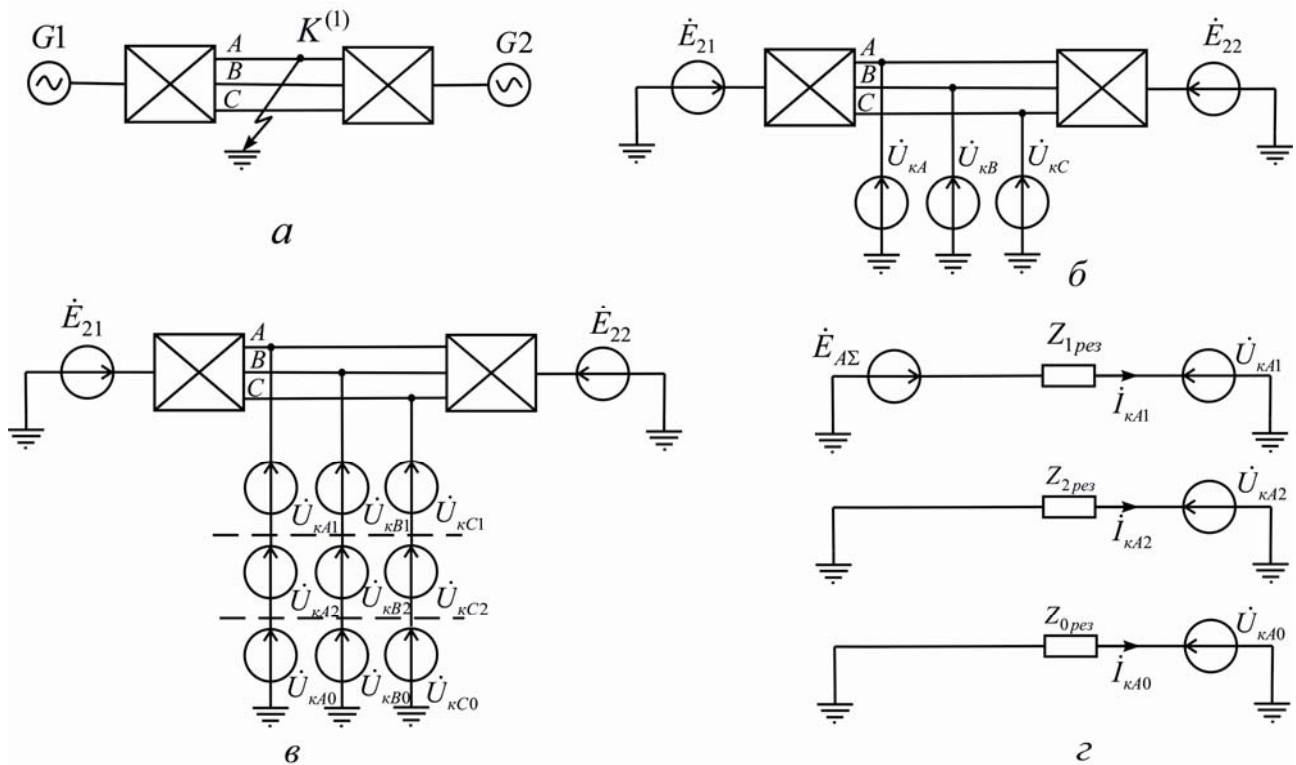 G1
A
B
C
K⁽¹⁾
G2
а
Ė₂₁
A
B
C
Ė₂₂
U̇кA
U̇кB
U̇кC
б
Ė₂₁
A
B
C
Ė₂₂
U̇кA1
U̇кB1
U̇кC1
U̇кA2
U̇кB2
U̇кC2
U̇кA0
U̇кB0
U̇кC0
в
ĖAΣ
Z1рез
İкA1
U̇кA1
Z2рез
İкA2
U̇кA2
Z0рез
İкA0
U̇кA0
г